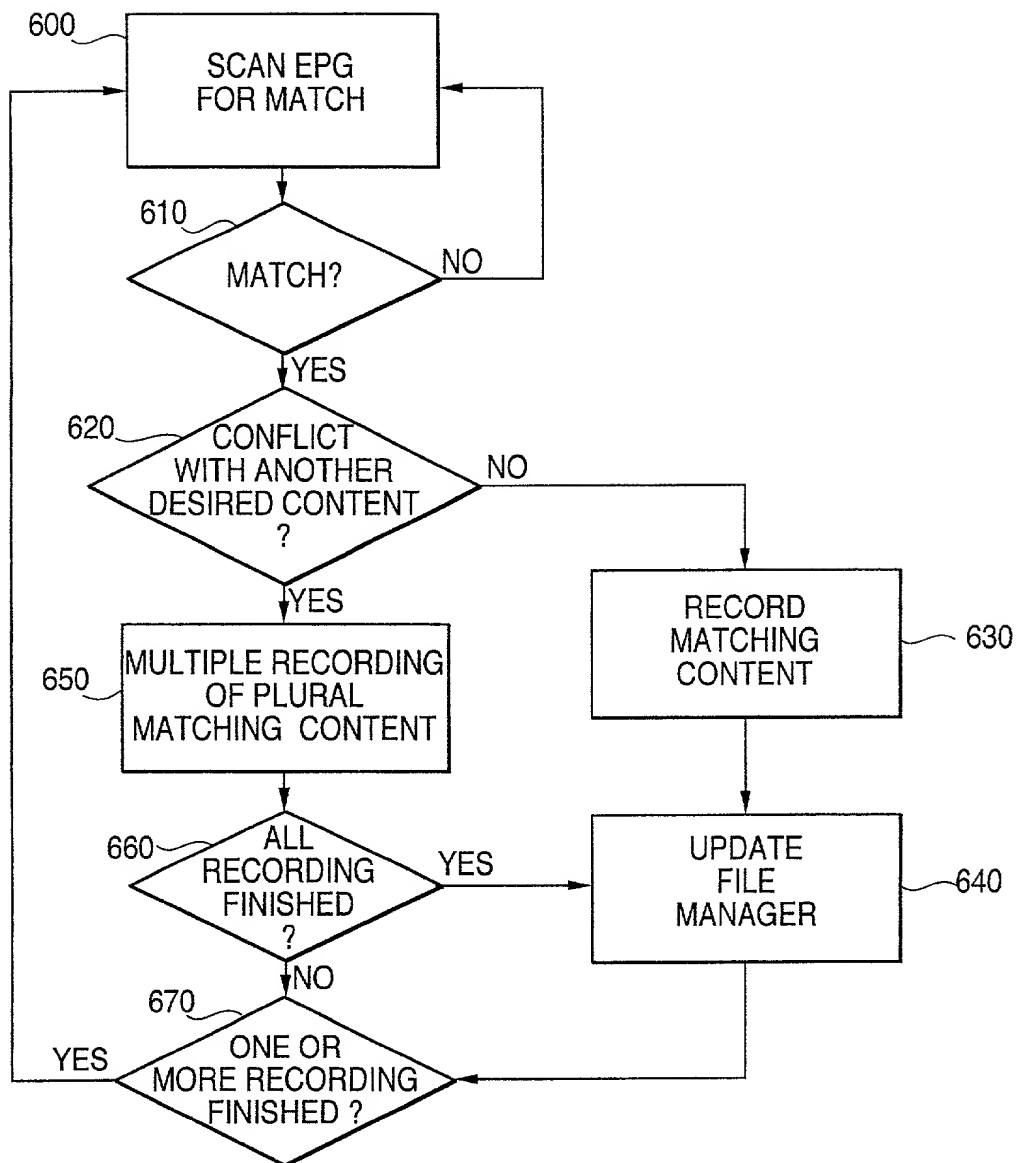 600
SCAN EPG
FOR MATCH
610
MATCH?
NO
YES
620
CONFLICT
WITH ANOTHER
DESIRED CONTENT
?
NO
YES
RECORD
MATCHING
CONTENT
630
650
MULTIPLE RECORDING
OF PLURAL
MATCHING CONTENT
660
ALL
RECORDING
FINISHED
?
YES
UPDATE
FILE
MANAGER
640
NO
670
YES
ONE OR
MORE RECORDING
FINISHED ?